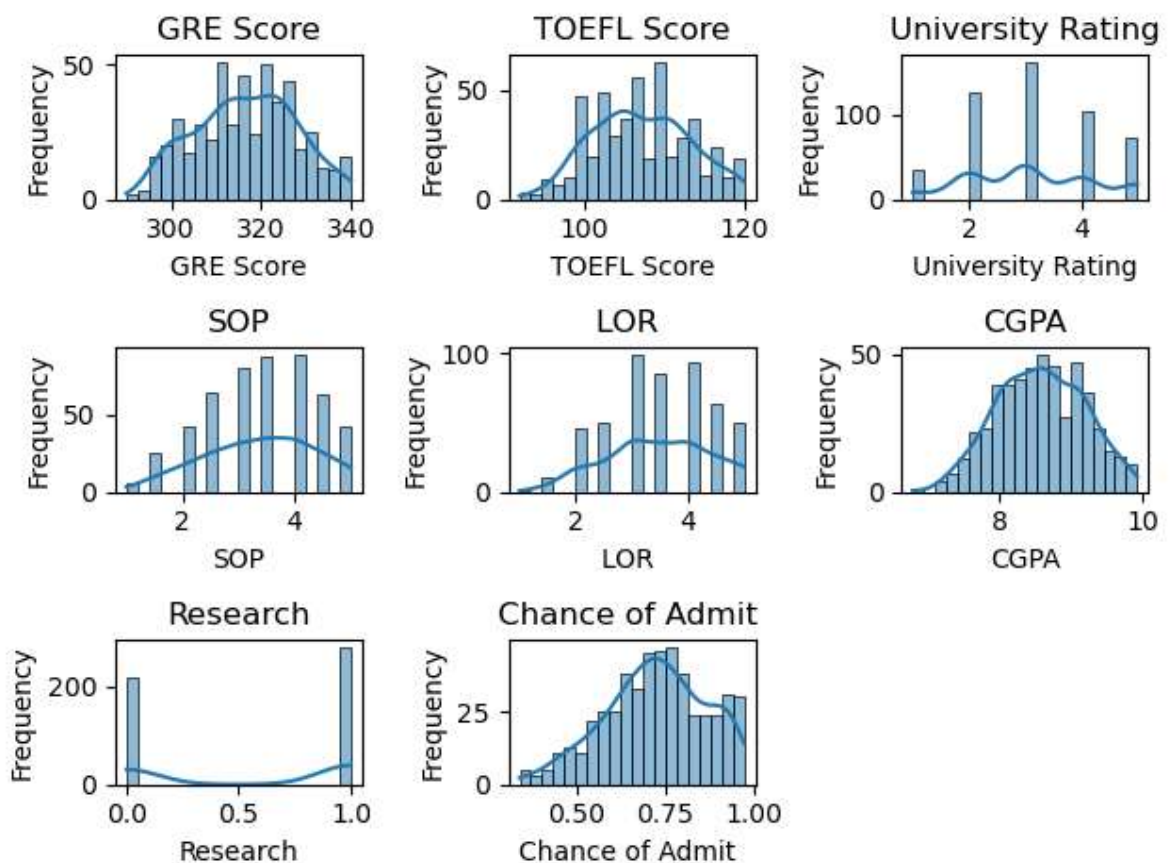 GRE Score
Frequency
50
0
300 320 340
GRE Score
TOEFL Score
Frequency
50
0
100 120
TOEFL Score
University Rating
Frequency
100
0
2 4
University Rating
SOP
Frequency
50
0
2 4
SOP
LOR
Frequency
100
0
2 4
LOR
CGPA
Frequency
50
0
8 10
CGPA
Research
Frequency
200
0
0.0 0.5 1.0
Research
Chance of Admit
Frequency
25
0
0.50 0.75 1.00
Chance of Admit